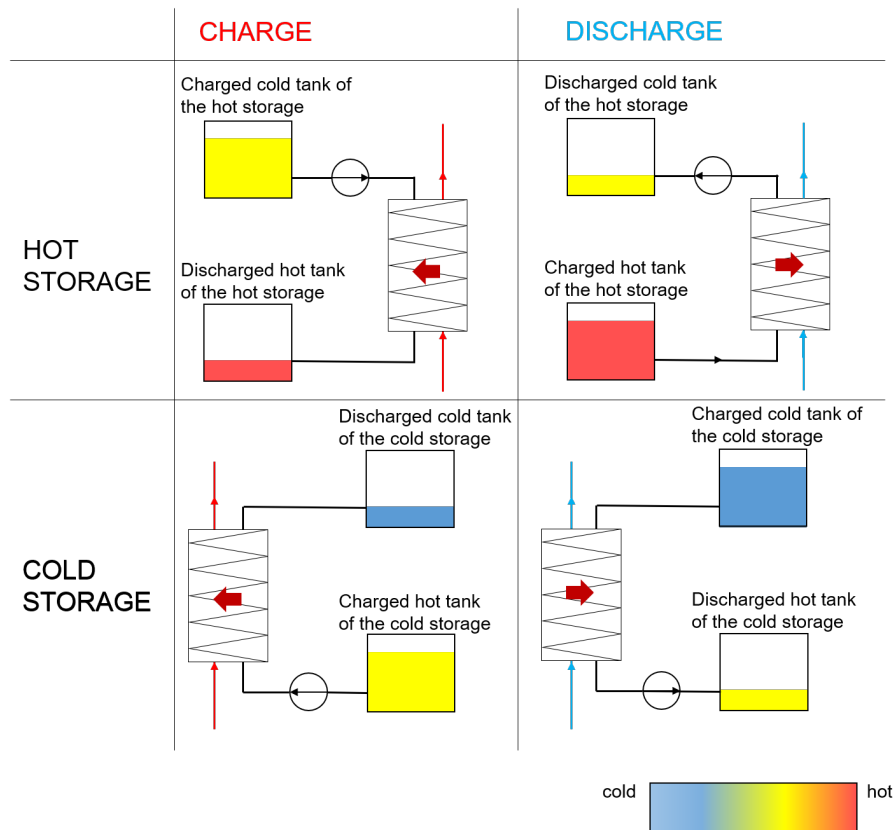 CHARGE
DISCHARGE
HOT
STORAGE
Charged cold tank of
the hot storage
Discharged hot tank
of the hot storage
Discharged cold tank
of the hot storage
Charged hot tank
of the hot storage
COLD
STORAGE
Discharged cold tank
of the cold storage
Charged hot tank
of the cold storage
Charged cold tank of
the cold storage
Discharged hot tank
of the cold storage
cold
hot